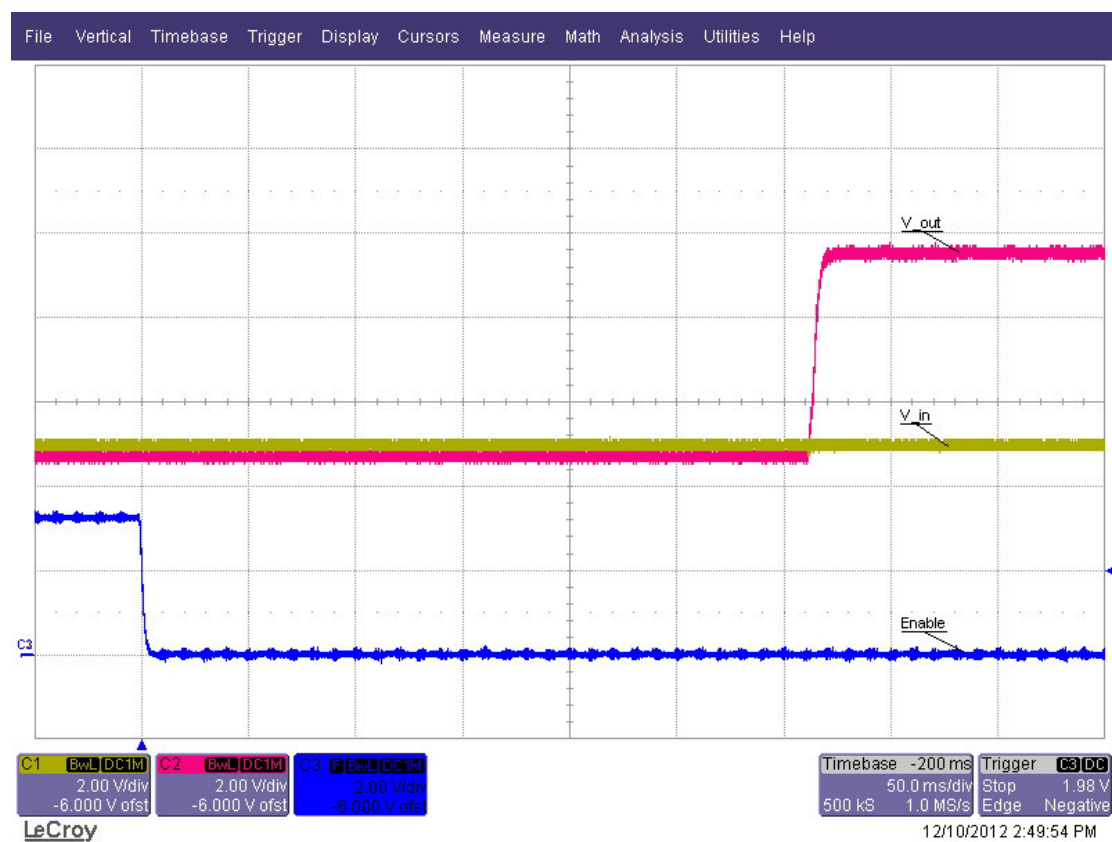 File Vertical Timebase Trigger Display Cursors Measure Math Analysis Utilities Help
V_out
V_in
Enable
C3
C1 BwL DC1M
2.00 V/div
-6.000 V ofst
C2 BwL DC1M
2.00 V/div
-6.000 V ofst
C3 F BwL DC1M
2.00 V/div
-6.000 V ofst
Timebase -200 ms
50.0 ms/div
500 kS 1.0 MS/s
Trigger C3 DC
Stop 1.98 V
Edge Negative
LeCroy
12/10/2012 2:49:54 PM